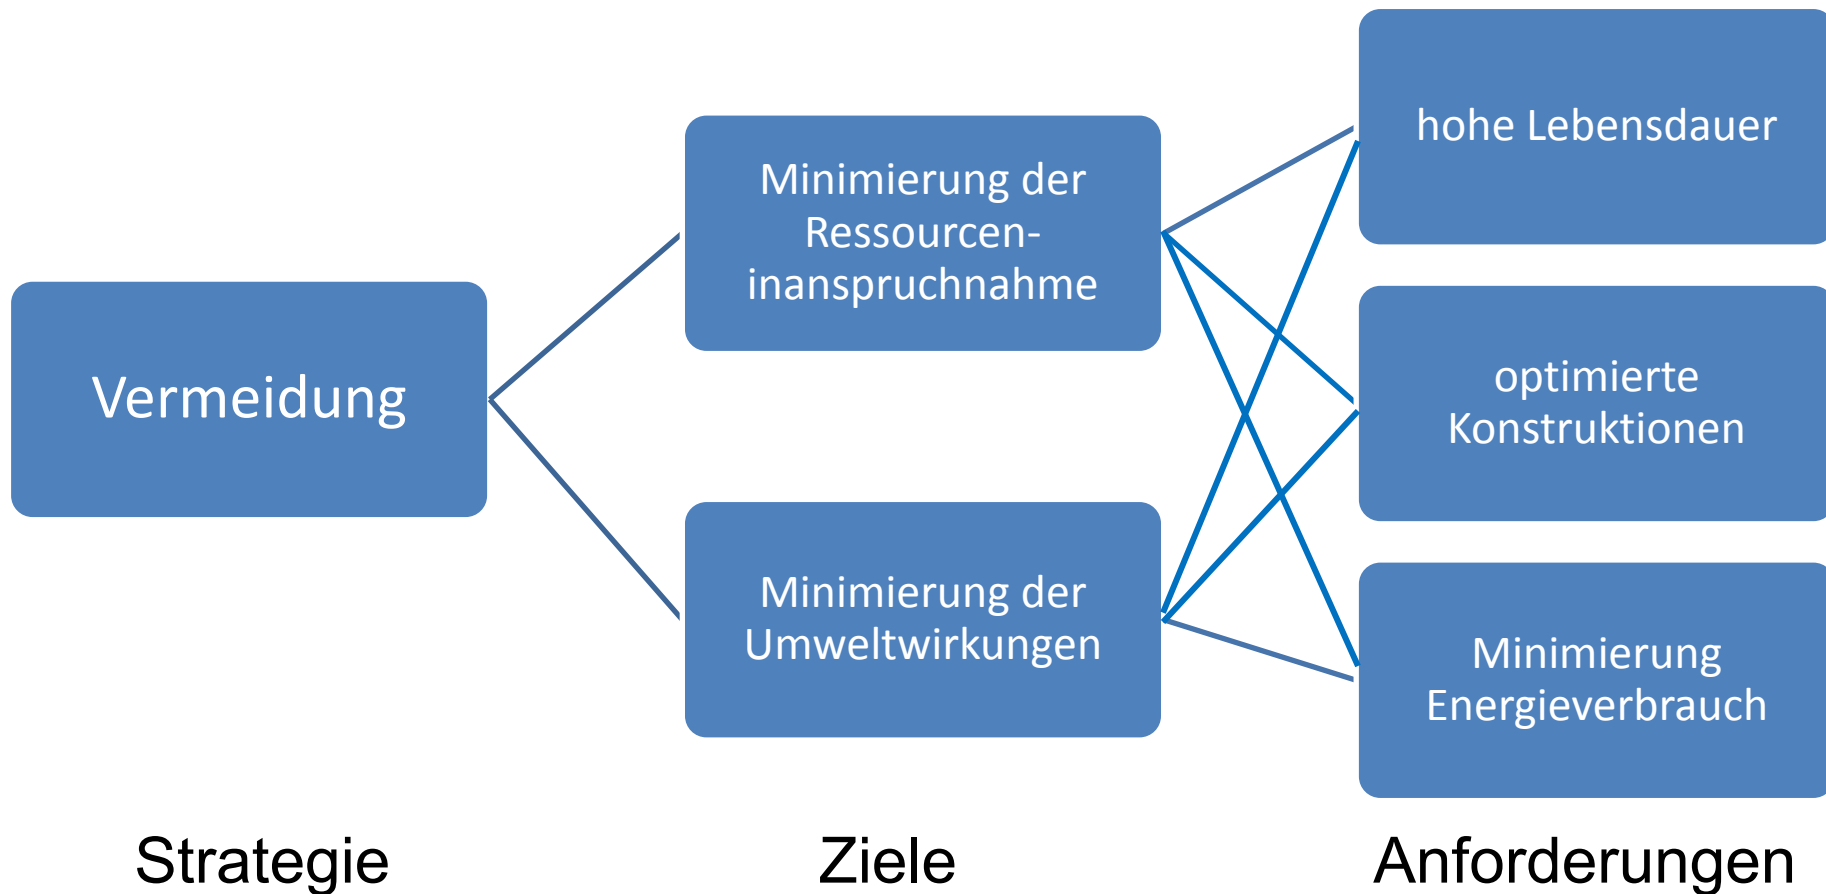 Vermeidung
Minimierung der
Ressourcen-
inanspruchnahme
Minimierung der
Umweltwirkungen
hohe Lebensdauer
optimierte
Konstruktionen
Minimierung
Energieverbrauch
Strategie
Ziele
Anforderungen